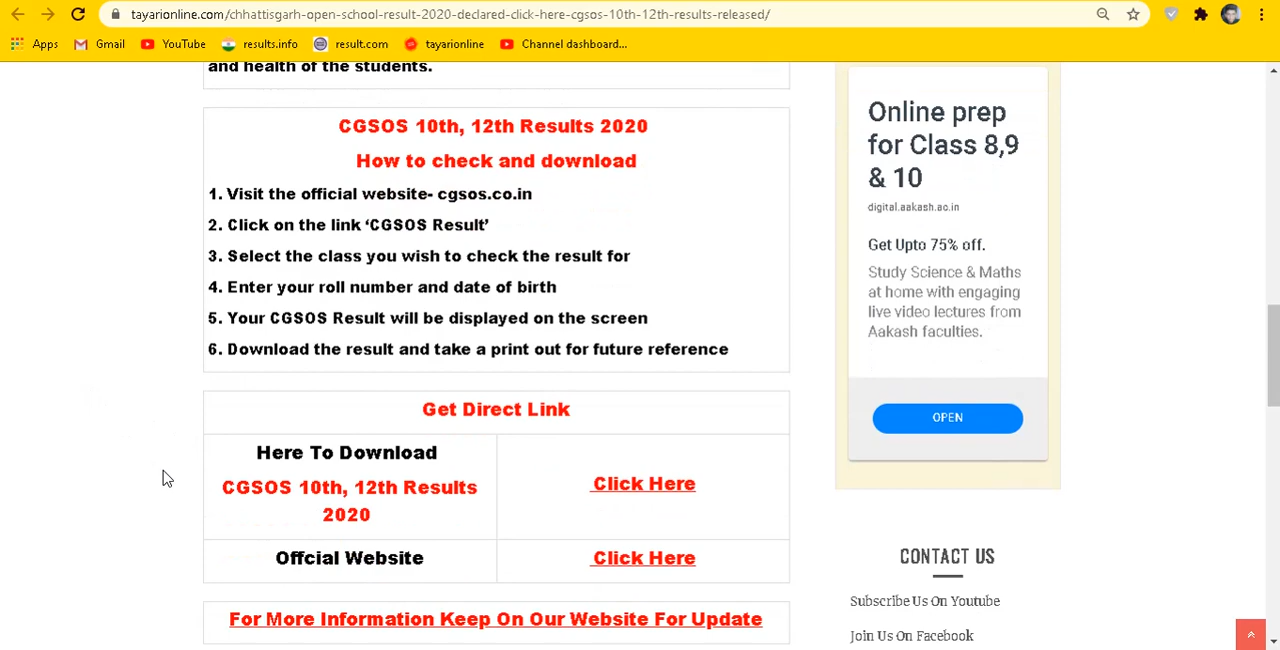 tayarionline.com/chhattisgarh-open-school-result-2020-declared-click-here-cgsos-10th-12th-results-released/
Apps Gmail YouTube results.info result.com tayarionline Channel dashboard...
and health of the students.
CGSOS 10th, 12th Results 2020
How to check and download
1. Visit the official website- cgsos.co.in
2. Click on the link ‘CGSOS Result’
3. Select the class you wish to check the result for
4. Enter your roll number and date of birth
5. Your CGSOS Result will be displayed on the screen
6. Download the result and take a print out for future reference
Get Direct Link
Here To Download
CGSOS 10th, 12th Results
2020
Click Here
Offcial Website
Click Here
For More Information Keep On Our Website For Update
Online prep
for Class 8,9
& 10
digital.aakash.ac.in
Get Upto 75% off.
Study Science & Maths
at home with engaging
live video lectures from
Aakash faculties.
OPEN
CONTACT US
Subscribe Us On Youtube
Join Us On Facebook